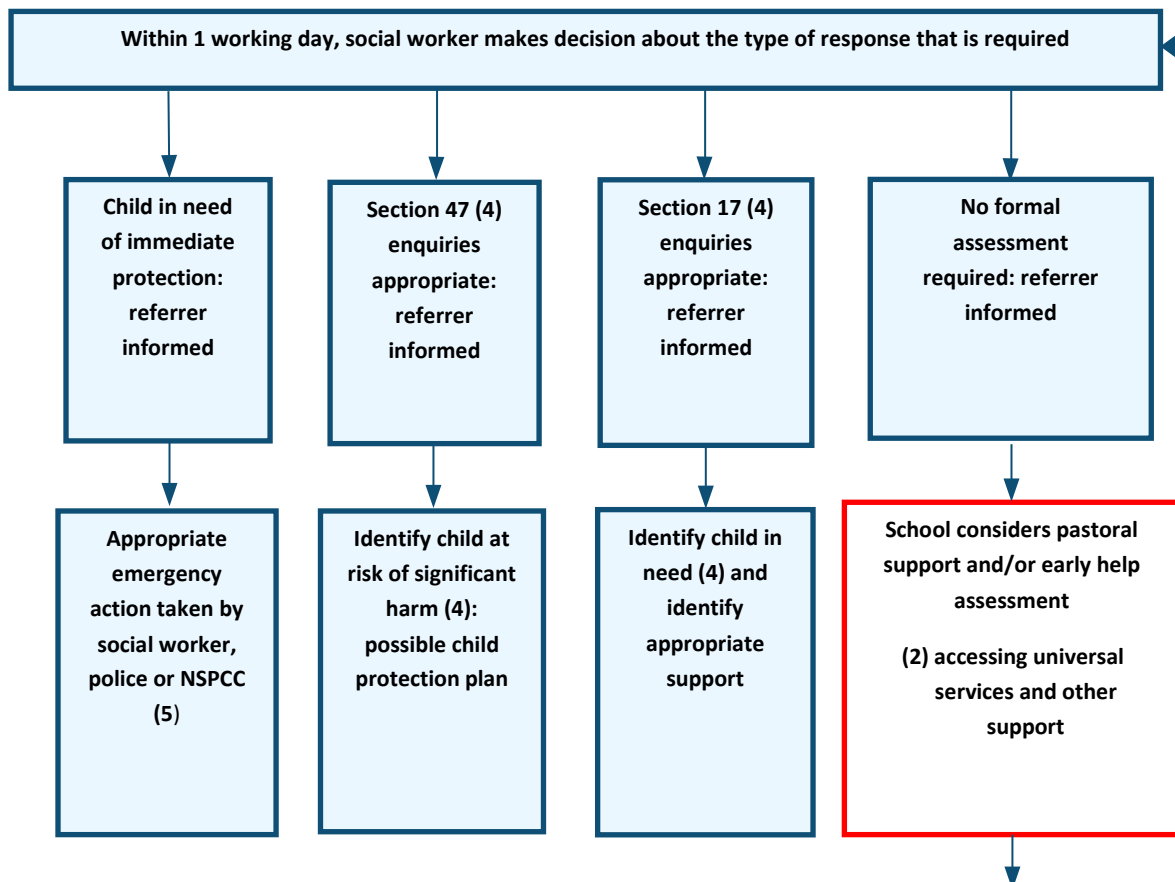 Within 1 working day, social worker makes decision about the type of response that is required
Child in need
of immediate
protection:
referrer
informed
Section 47 (4)
enquiries
appropriate:
referrer
informed
Section 17 (4)
enquiries
appropriate:
referrer
informed
No formal
assessment
required: referrer
informed
Appropriate
emergency
action taken by
social worker,
police or NSPCC
(5)
Identify child at
risk of significant
harm (4):
possible child
protection plan
Identify child in
need (4) and
identify
appropriate
support
School considers pastoral
support and/or early help
assessment
(2) accessing universal
services and other
support